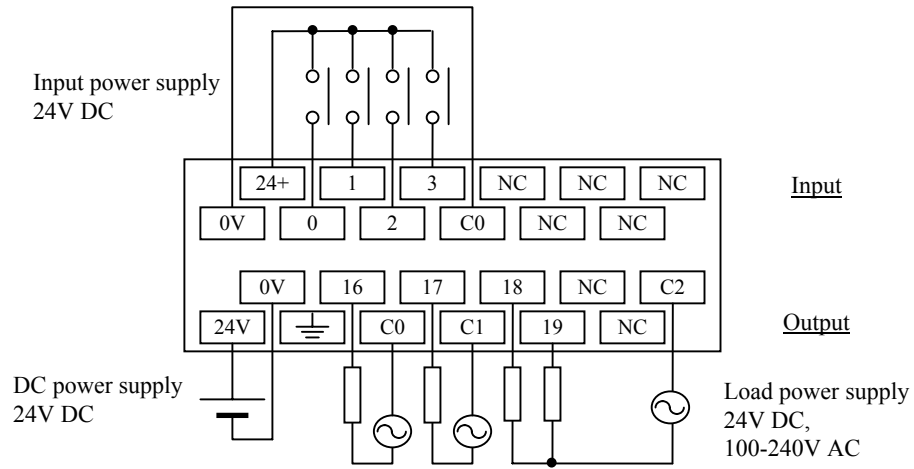 Input power supply
24V DC
24+ 1 3 NC NC NC
Input
0V 0 2 C0 NC NC
0V 16 17 18 NC C2
Output
24V C0 C1 19 NC
DC power supply
24V DC
Load power supply
24V DC,
100-240V AC